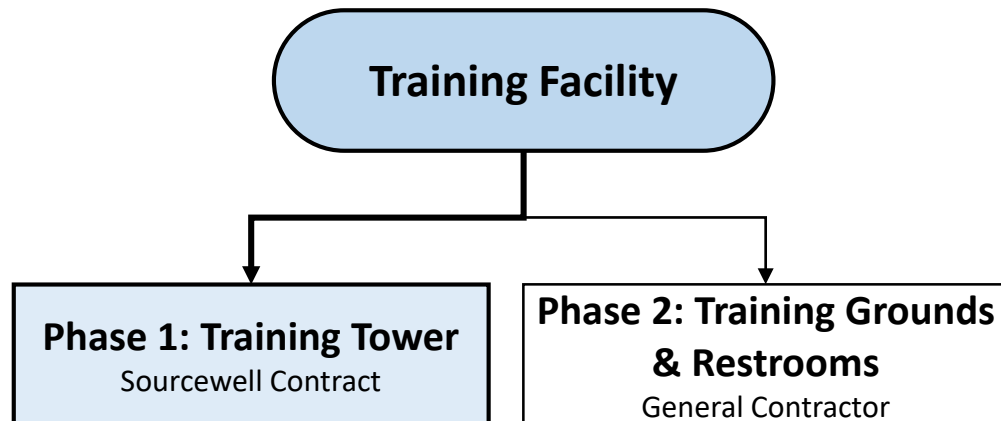 Training Facility
Phase 1: Training Tower
Sourcewell Contract
Phase 2: Training Grounds
& Restrooms
General Contractor